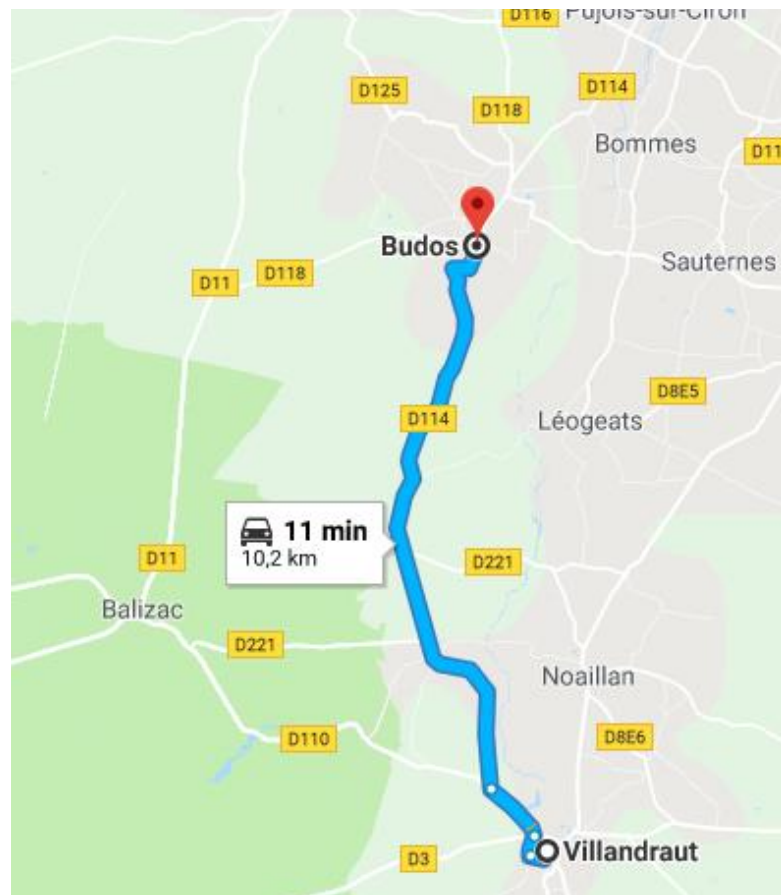 D116
Pujols-sur-Ciron
D125
D118
D114
Bommes
D11
Budos
Sauternes
D11
D118
D8E5
D114
Léogeats
11 min
10,2 km
D11
D221
Balizac
D221
Noaillan
D110
D8E6
D3
Villandraut